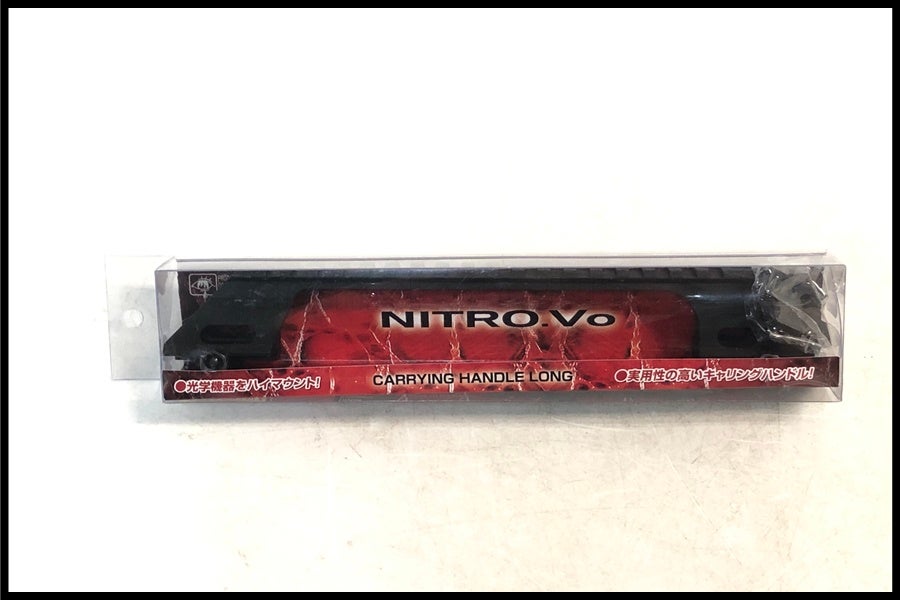 NITRO.Vo
●光学機器をハイマウント!
CARRYING HANDLE LONG
●実用性の高いキャリングハンドル!